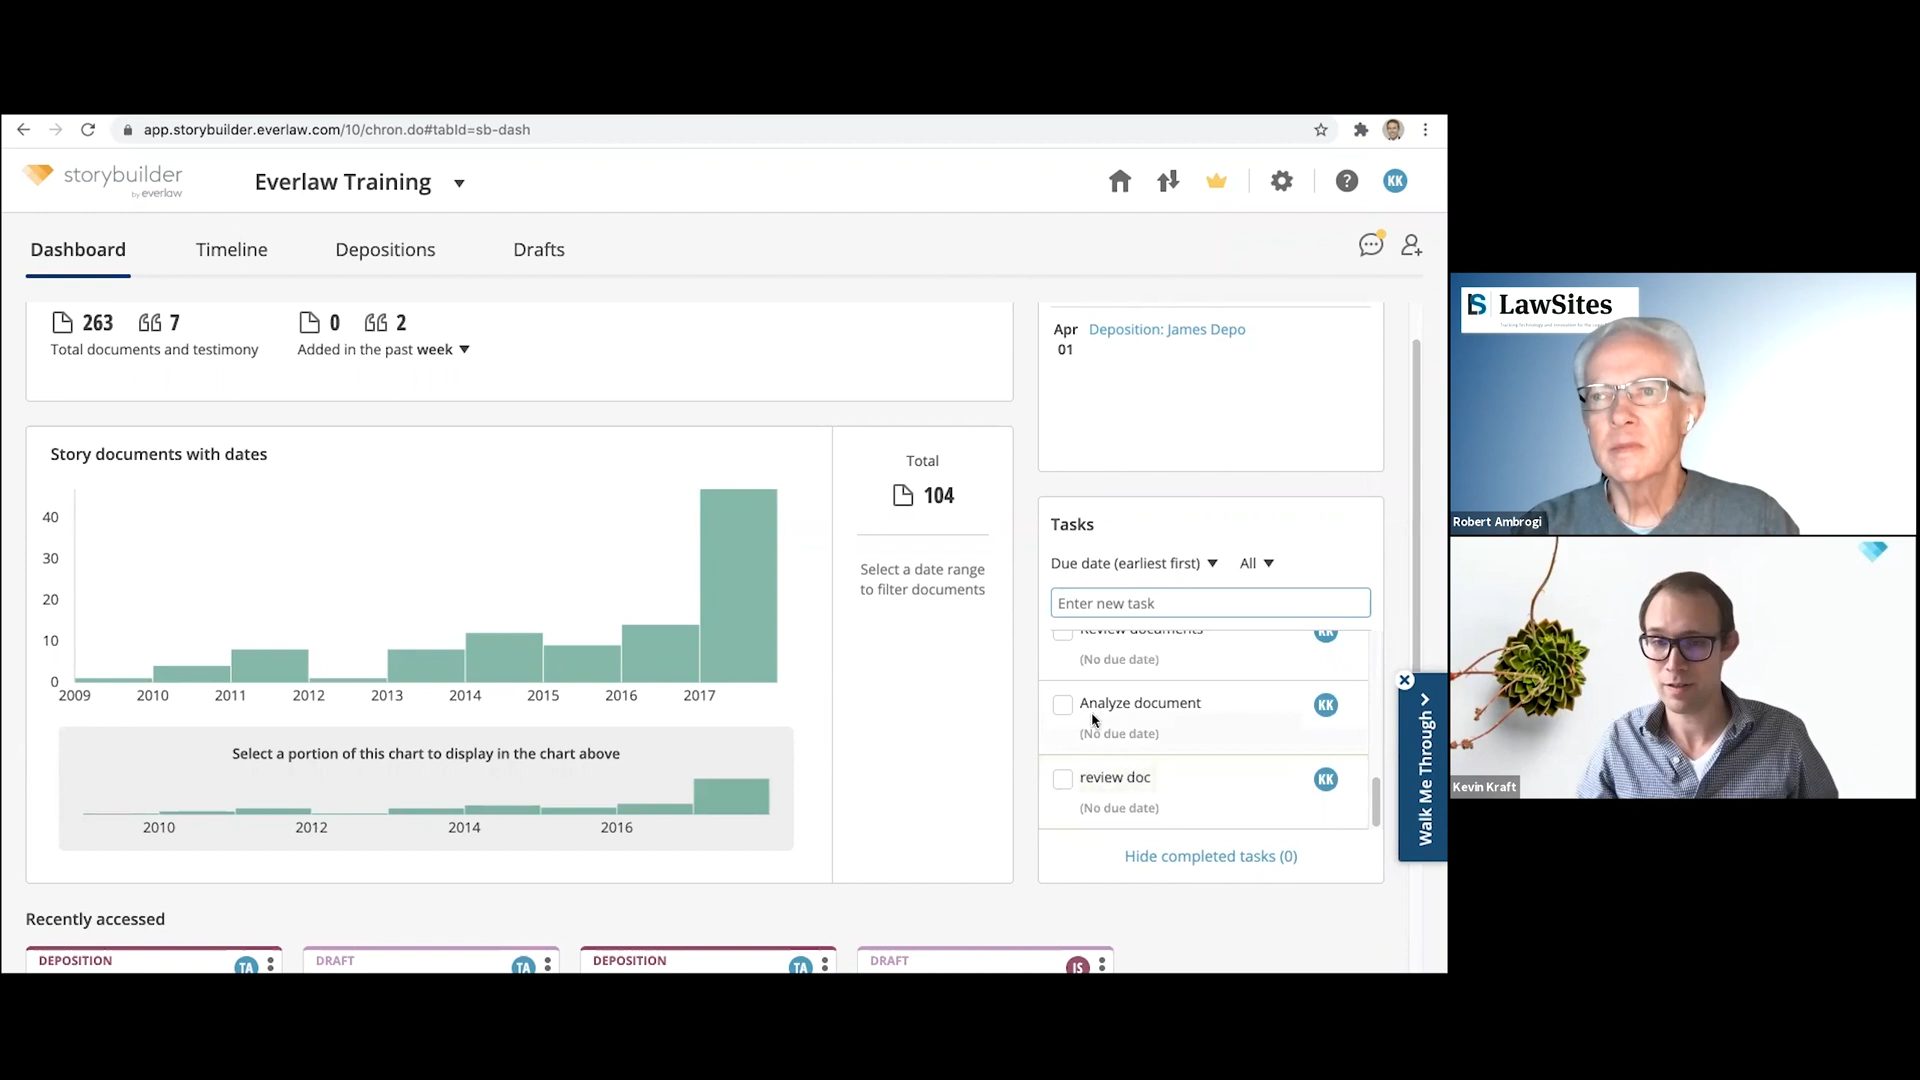 app.storybuilder.everlaw.com/10/chron.do#tabId=sb-dash
storybuilder
by everlaw
Everlaw Training
KK
Dashboard
Timeline
Depositions
Drafts
263
7
Total documents and testimony
0
2
Added in the past week
Apr
01
Deposition: James Depo
Story documents with dates
40
30
20
10
0
2009 2010 2011 2012 2013 2014 2015 2016 2017
Total
104
Select a date range
to filter documents
Select a portion of this chart to display in the chart above
2010 2012 2014 2016
Tasks
Due date (earliest first)
All
Enter new task
Review documents
KK
(No due date)
Analyze document
KK
(No due date)
review doc
KK
(No due date)
Hide completed tasks (0)
Walk Me Through
Recently accessed
DEPOSITION
TA
DRAFT
TA
DEPOSITION
TA
DRAFT
JS
LS LawSites
Robert Ambrogi
Kevin Kraft